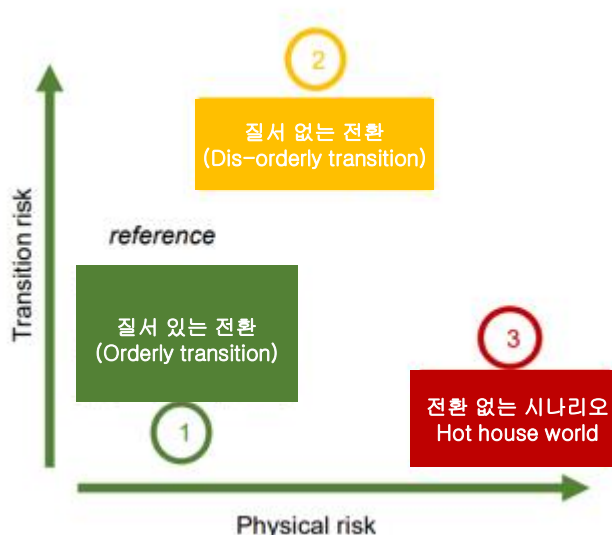 2
질서 없는 전환
(Dis-orderly transition)
reference
Transition risk
질서 있는 전환
(Orderly transition)
1
3
전환 없는 시나리오
Hot house world
Physical risk